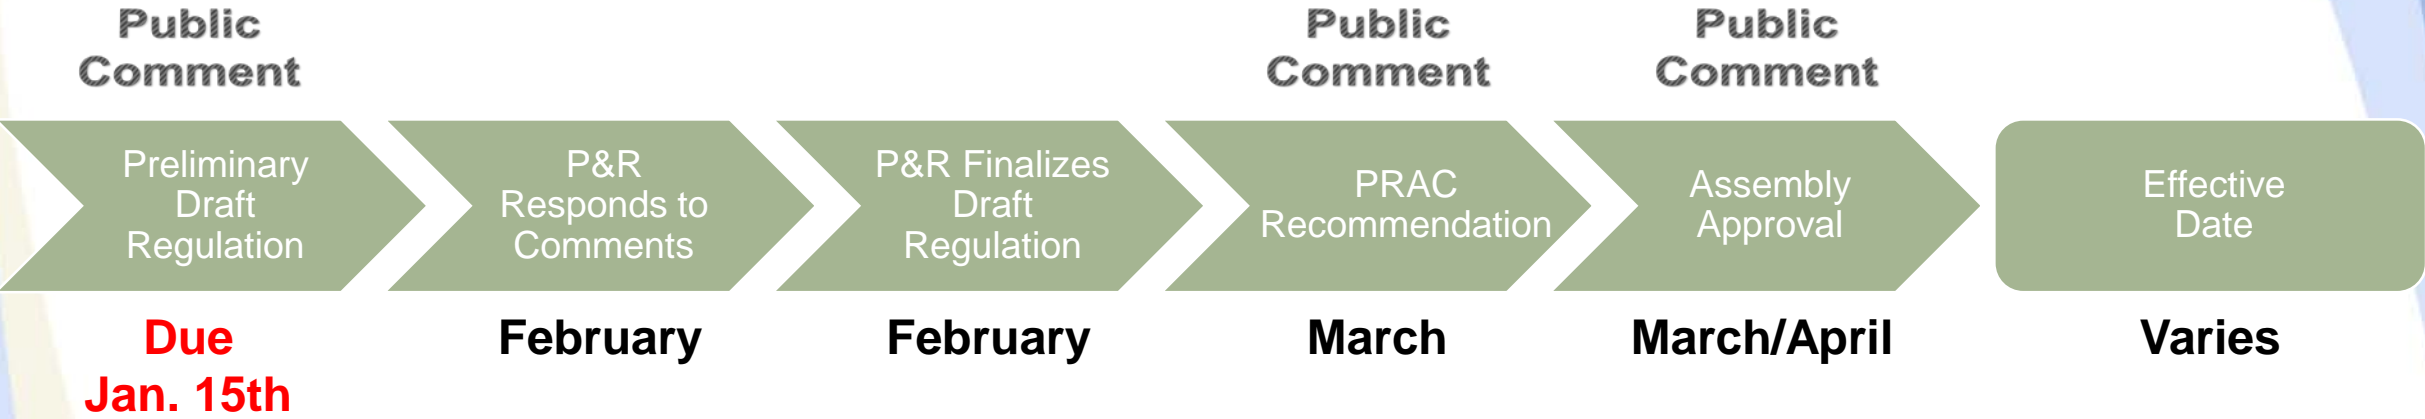 Public
Comment
Public
Comment
Public
Comment
Preliminary
Draft
Regulation
P&R
Responds to
Comments
P&R Finalizes
Draft
Regulation
PRAC
Recommendation
Assembly
Approval
Effective
Date
Due
Jan. 15th
February
February
March
March/April
Varies